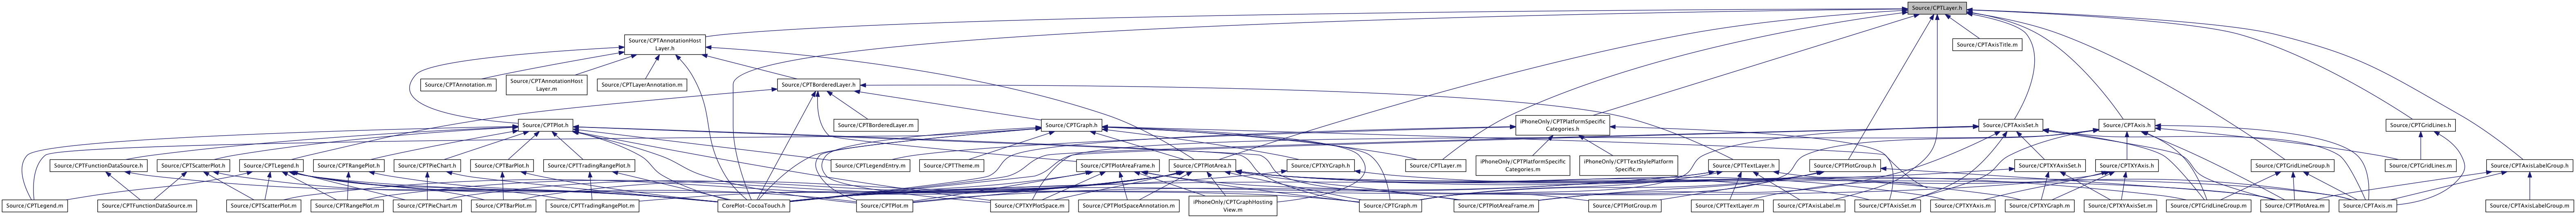 Source/CPTLayer.h
Source/CPTAnnotationHost
Layer.h
Source/CPTAxisTitle.m
Source/CPTAnnotation.m
Source/CPTAnnotationHost
Layer.m
Source/CPTLayerAnnotation.m
Source/CPTBorderedLayer.h
Source/CPTPlot.h
Source/CPTBorderedLayer.m
Source/CPTGraph.h
iPhoneOnly/CPTPlatformSpecific
Categories.h
Source/CPTAxisSet.h
Source/CPTAxis.h
Source/CPTGridLines.h
Source/CPTFunctionDataSource.h
Source/CPTScatterPlot.h
Source/CPTLegend.h
Source/CPTRangePlot.h
Source/CPTPieChart.h
Source/CPTBarPlot.h
Source/CPTTradingRangePlot.h
Source/CPTLegendEntry.m
Source/CPTTheme.m
Source/CPTPlotAreaFrame.h
Source/CPTPlotArea.h
Source/CPTXYGraph.h
Source/CPTLayer.m
iPhoneOnly/CPTPlatformSpecific
Categories.m
iPhoneOnly/CPTTextStylePlatform
Specific.m
Source/CPTTextLayer.h
Source/CPTPlotGroup.h
Source/CPTXYAxisSet.h
Source/CPTXYAxis.h
Source/CPTGridLineGroup.h
Source/CPTGridLines.m
Source/CPTAxisLabelGroup.h
Source/CPTLegend.m
Source/CPTFunctionDataSource.m
Source/CPTScatterPlot.m
Source/CPTRangePlot.m
Source/CPTPieChart.m
Source/CPTBarPlot.m
Source/CPTTradingRangePlot.m
CorePlot-CocoaTouch.h
Source/CPTPlot.m
Source/CPTXYPlotSpace.m
Source/CPTPlotSpaceAnnotation.m
iPhoneOnly/CPTGraphHosting
View.m
Source/CPTGraph.m
Source/CPTPlotAreaFrame.m
Source/CPTPlotGroup.m
Source/CPTTextLayer.m
Source/CPTAxisLabel.m
Source/CPTAxisSet.m
Source/CPTXYAxis.m
Source/CPTXYGraph.m
Source/CPTXYAxisSet.m
Source/CPTGridLineGroup.m
Source/CPTPlotArea.m
Source/CPTAxis.m
Source/CPTAxisLabelGroup.m